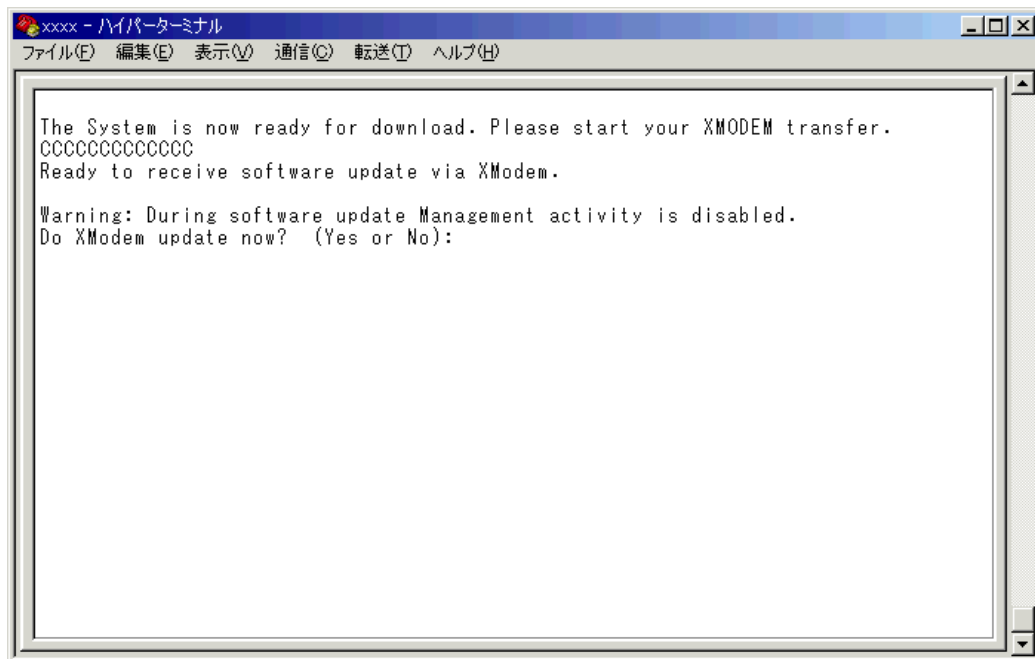 xxxx - ハイパーターミナル
ファイル(F) 編集(E) 表示(V) 通信(C) 転送(T) ヘルプ(H)
The System is now ready for download. Please start your XMODEM transfer.
CCCCCCCCCCCCC
Ready to receive software update via XModem.
Warning: During software update Management activity is disabled.
Do XModem update now?  (Yes or No):